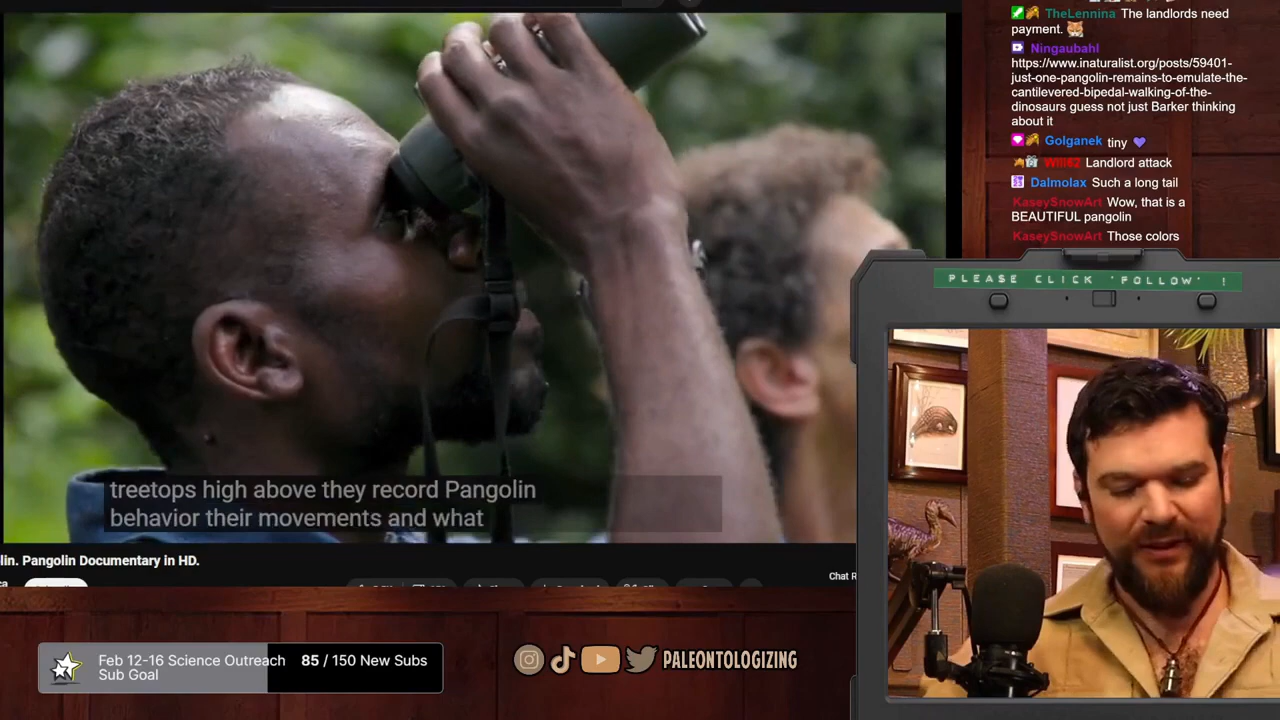 TheLennina The landlords need
payment.
Ningaubahl
https://www.inaturalist.org/posts/59401-
just-one-pangolin-remains-to-emulate-the-
cantilevered-bipedal-walking-of-the-
dinosaurs guess not just Barker thinking
about it
Golganek tiny
Landlord attack
Dalmolax Such a long tail
KaseySnowArt Wow, that is a
BEAUTIFUL pangolin
KaseySnowArt Those colors
PLEASE CLICK "FOLLOW" !
treetops high above they record Pangolin
behavior their movements and what
lin. Pangolin Documentary in HD.
Chat R
Feb 12-16 Science Outreach 85 / 150 New Subs
Sub Goal
PALEONTOLOGIZING